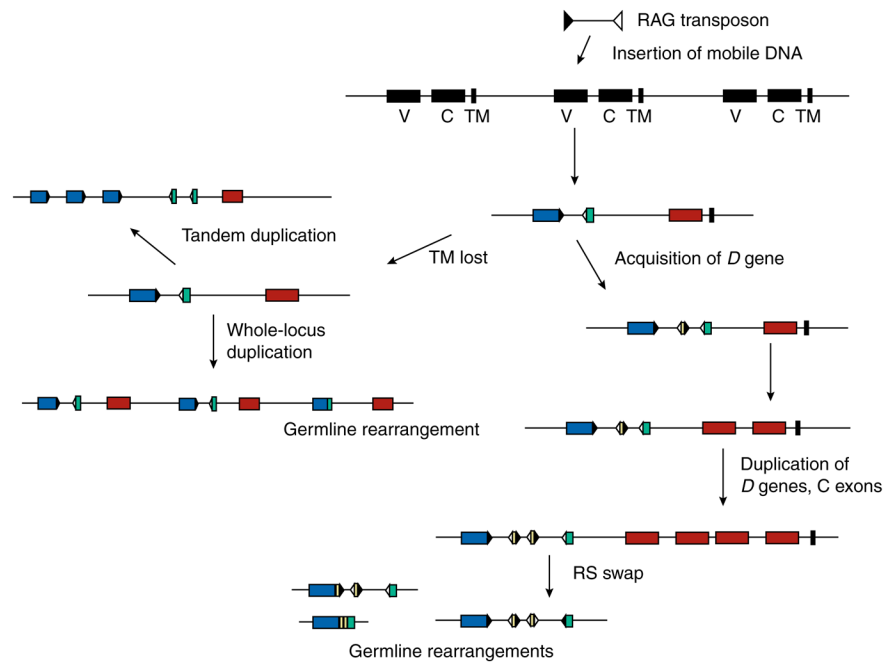 RAG transposon
Insertion of mobile DNA
V C TM V C TM V C TM
Tandem duplication
TM lost
Acquisition of D gene
Whole-locus
duplication
Germline rearrangement
Duplication of
D genes, C exons
RS swap
Germline rearrangements